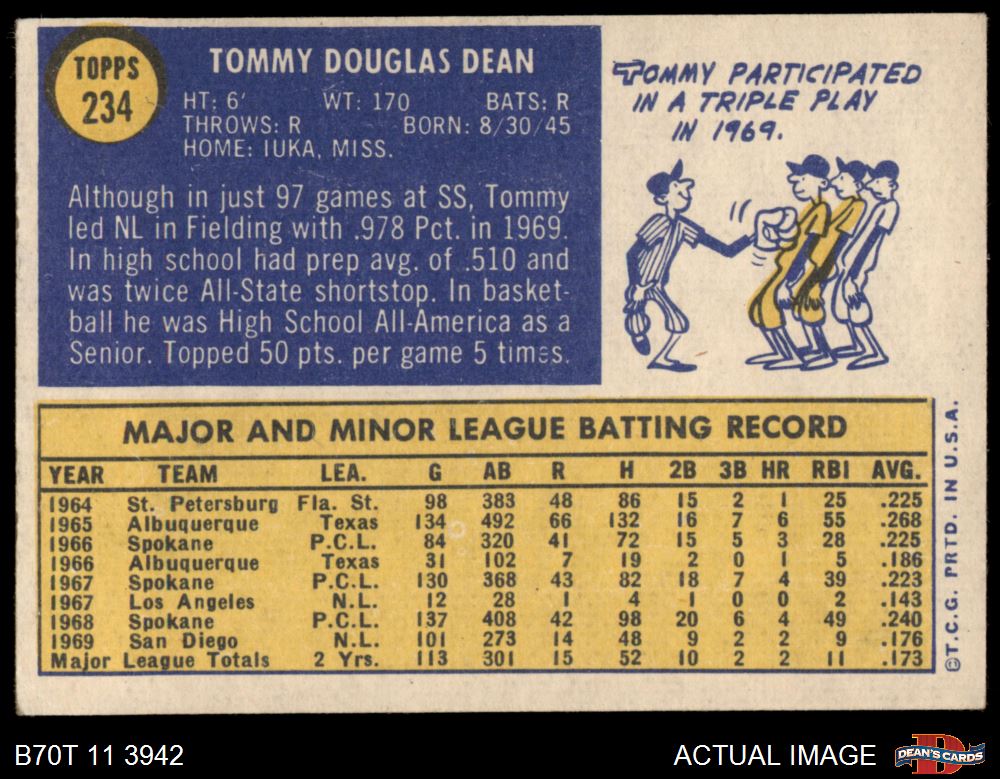 TOPPS
234
TOMMY DOUGLAS DEAN
HT: 6' WT: 170 BATS: R
THROWS: R BORN: 8/30/45
HOME: IUKA, MISS.
Although in just 97 games at SS, Tommy
led NL in Fielding with .978 Pct. in 1969.
In high school had prep avg. of .510 and
was twice All-State shortstop. In basket-
ball he was High School All-America as a
Senior. Topped 50 pts. per game 5 times.
TOMMY PARTICIPATED
IN A TRIPLE PLAY
IN 1969.
MAJOR AND MINOR LEAGUE BATTING RECORD
YEAR TEAM LEA. G AB R H 2B 3B HR RBI AVG.
1964 St. Petersburg Fla. St. 98 383 48 86 15 2 1 25 .225
1965 Albuquerque Texas 134 492 66 132 16 7 6 55 .268
1966 Spokane P.C.L. 84 320 41 72 15 5 3 28 .225
1966 Albuquerque Texas 31 102 7 19 2 0 1 5 .186
1967 Spokane P.C.L. 130 368 43 82 18 7 4 39 .223
1967 Los Angeles N.L. 12 28 1 4 1 0 0 2 .143
1968 Spokane P.C.L. 137 408 42 98 20 6 4 49 .240
1969 San Diego N.L. 101 273 14 48 9 2 2 9 .176
Major League Totals 2 Yrs. 113 301 15 52 10 2 2 11 .173
©T.C.G. PRTD. IN U.S.A.
B70T 11 3942
ACTUAL IMAGE
D
DEAN'S CARDS